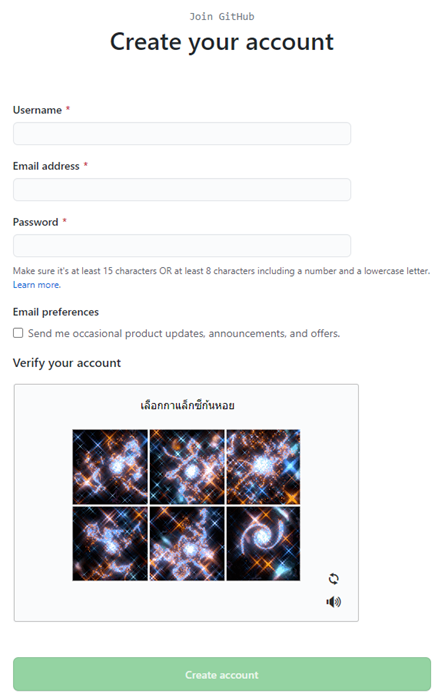 Join GitHub
Create your account
Username *
Email address *
Password *
Make sure it's at least 15 characters OR at least 8 characters including a number and a lowercase letter.
Learn more.
Email preferences
Send me occasional product updates, announcements, and offers.
Verify your account
เลือกกาแล็กซีก้นหอย
Create account